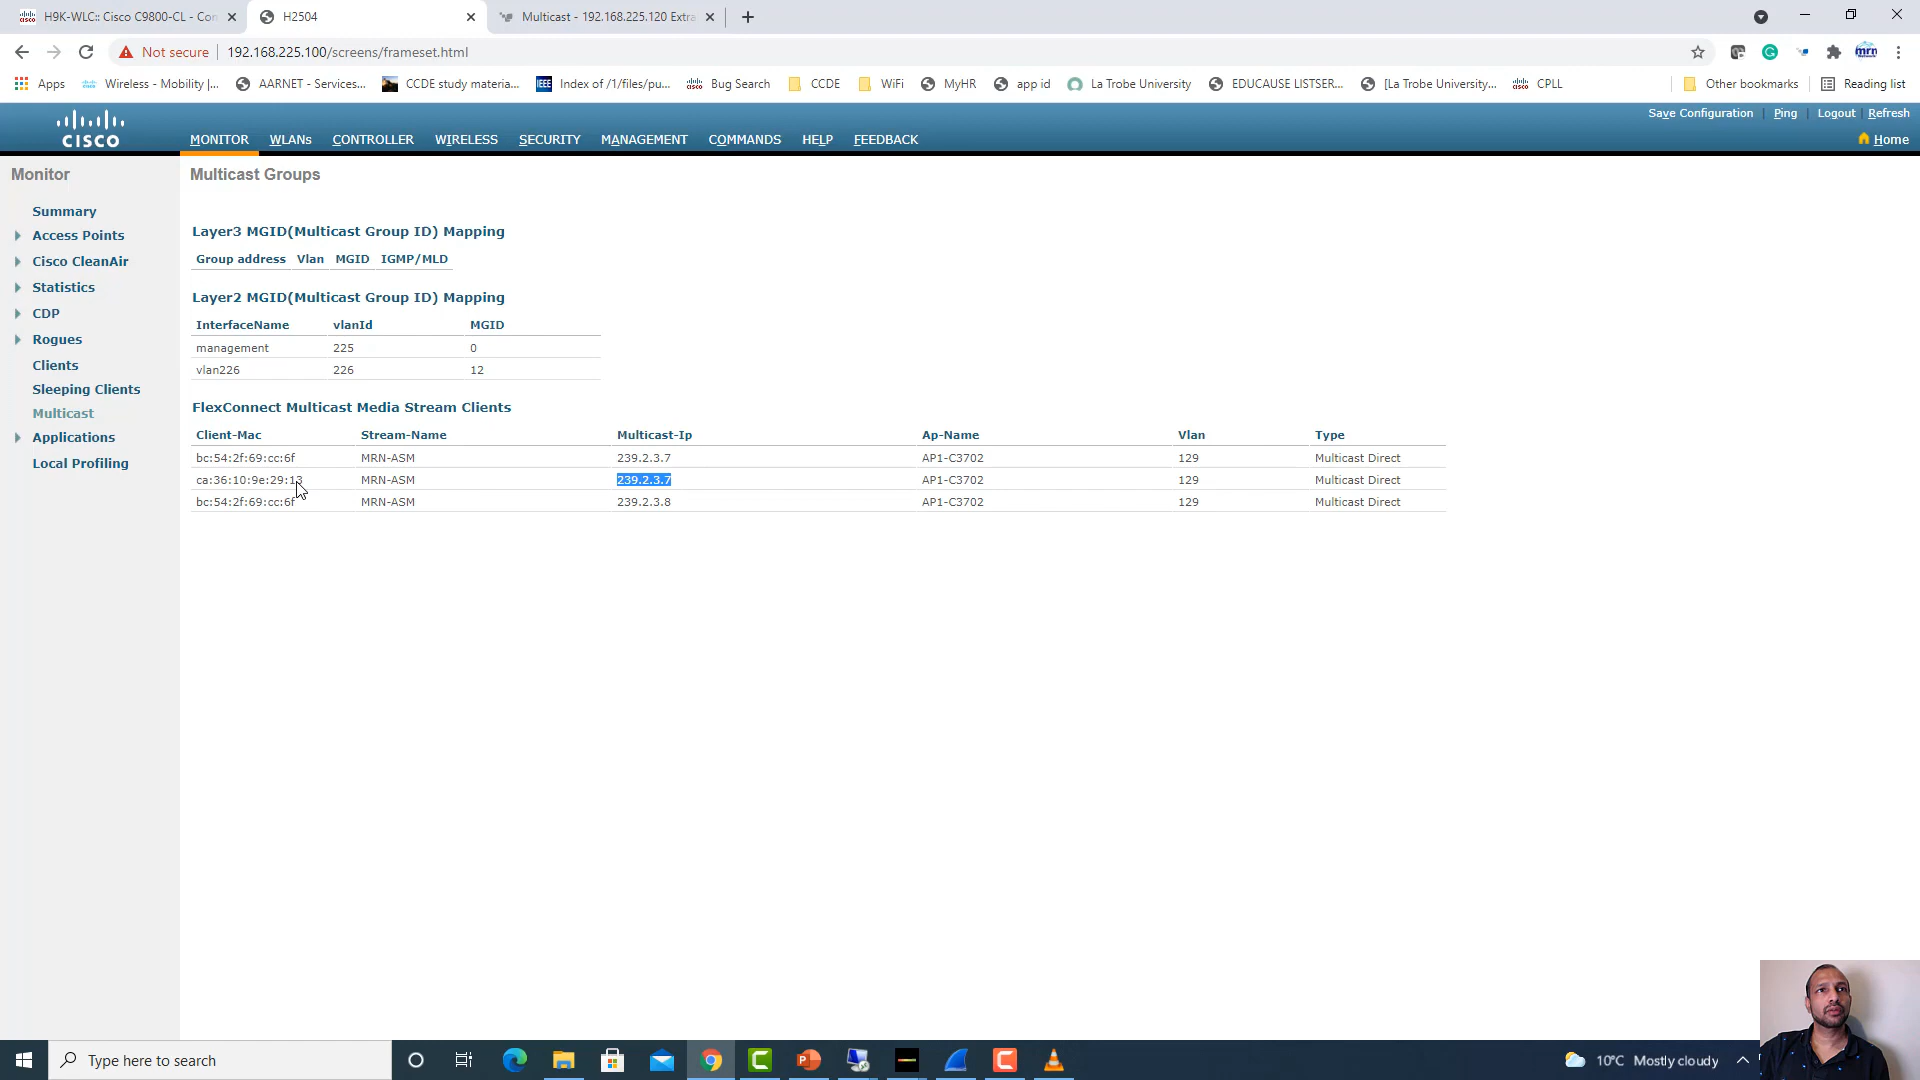 H9K-WLC:: Cisco C9800-CL - Con
H2504
Multicast - 192.168.225.120 Extra
Not secure
192.168.225.100/screens/frameset.html
Apps
Wireless - Mobility |...
AARNET - Services...
CCDE study materia...
IEEE
Index of /1/files/pu...
Bug Search
CCDE
WiFi
MyHR
app id
La Trobe University
EDUCAUSE LISTSER...
[La Trobe University...
CPLL
Other bookmarks
Reading list
CISCO
Save Configuration
Ping
Logout
Refresh
MONITOR
WLANs
CONTROLLER
WIRELESS
SECURITY
MANAGEMENT
COMMANDS
HELP
FEEDBACK
Home
Monitor
Summary
Access Points
Cisco CleanAir
Statistics
CDP
Rogues
Clients
Sleeping Clients
Multicast
Applications
Local Profiling
Multicast Groups
Layer3 MGID(Multicast Group ID) Mapping
Group address Vlan MGID IGMP/MLD
Layer2 MGID(Multicast Group ID) Mapping
InterfaceName vlanId MGID
management 225 0
vlan226 226 12
FlexConnect Multicast Media Stream Clients
Client-Mac Stream-Name Multicast-Ip Ap-Name Vlan Type
bc:54:2f:69:cc:6f MRN-ASM 239.2.3.7 AP1-C3702 129 Multicast Direct
ca:36:10:9e:29:13 MRN-ASM 239.2.3.7 AP1-C3702 129 Multicast Direct
bc:54:2f:69:cc:6f MRN-ASM 239.2.3.8 AP1-C3702 129 Multicast Direct
Type here to search
10°C Mostly cloudy